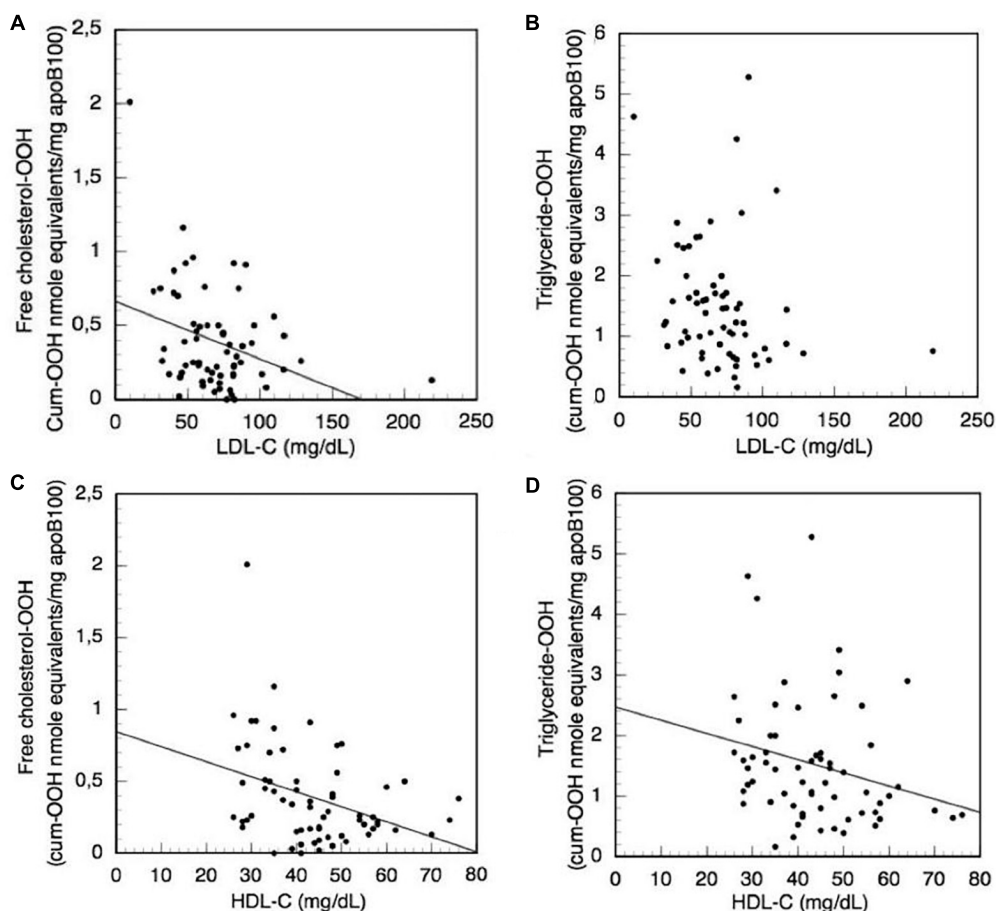 A
Free cholesterol-OOH
Cum-OOH nmole equivalents/mg apoB100)
2,5
2
1,5
1
0,5
0
0 50 100 150 200 250
LDL-C (mg/dL)
B
Triglyceride-OOH
(cum-OOH nmole equivalents/mg apoB100)
6
5
4
3
2
1
0
0 50 100 150 200 250
LDL-C (mg/dL)
C
Free cholesterol-OOH
(cum-OOH nmole equivalents/mg apoB100)
2,5
2
1,5
1
0,5
0
0 10 20 30 40 50 60 70 80
HDL-C (mg/dL)
D
Triglyceride-OOH
(cum-OOH nmole equivalents/mg apoB100)
6
5
4
3
2
1
0
0 10 20 30 40 50 60 70 80
HDL-C (mg/dL)